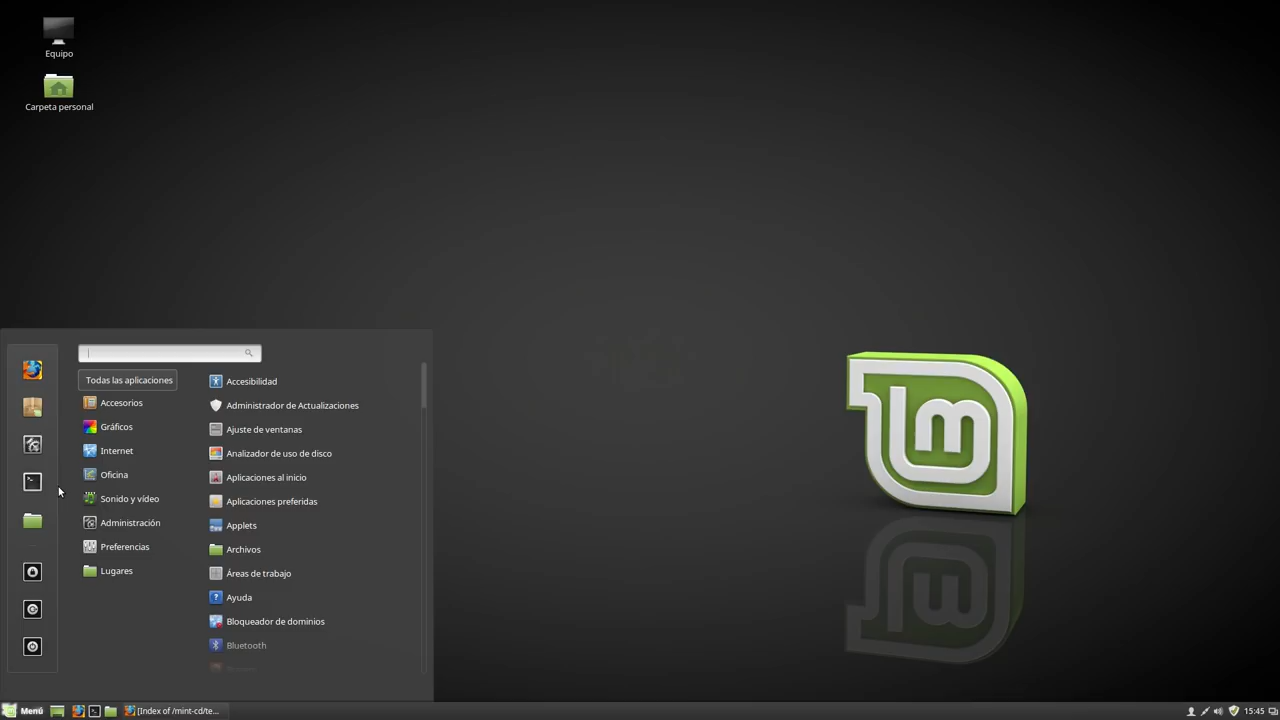 Equipo
Carpeta personal
Todas las aplicaciones
Accesorios
Gráficos
Internet
Oficina
Sonido y vídeo
Administración
Preferencias
Lugares
Accesibilidad
Administrador de Actualizaciones
Ajuste de ventanas
Analizador de uso de disco
Aplicaciones al inicio
Aplicaciones preferidas
Applets
Archivos
Áreas de trabajo
Ayuda
Bloqueador de dominios
Bluetooth
Menú
[Index of /mint-cd/te...
15:45